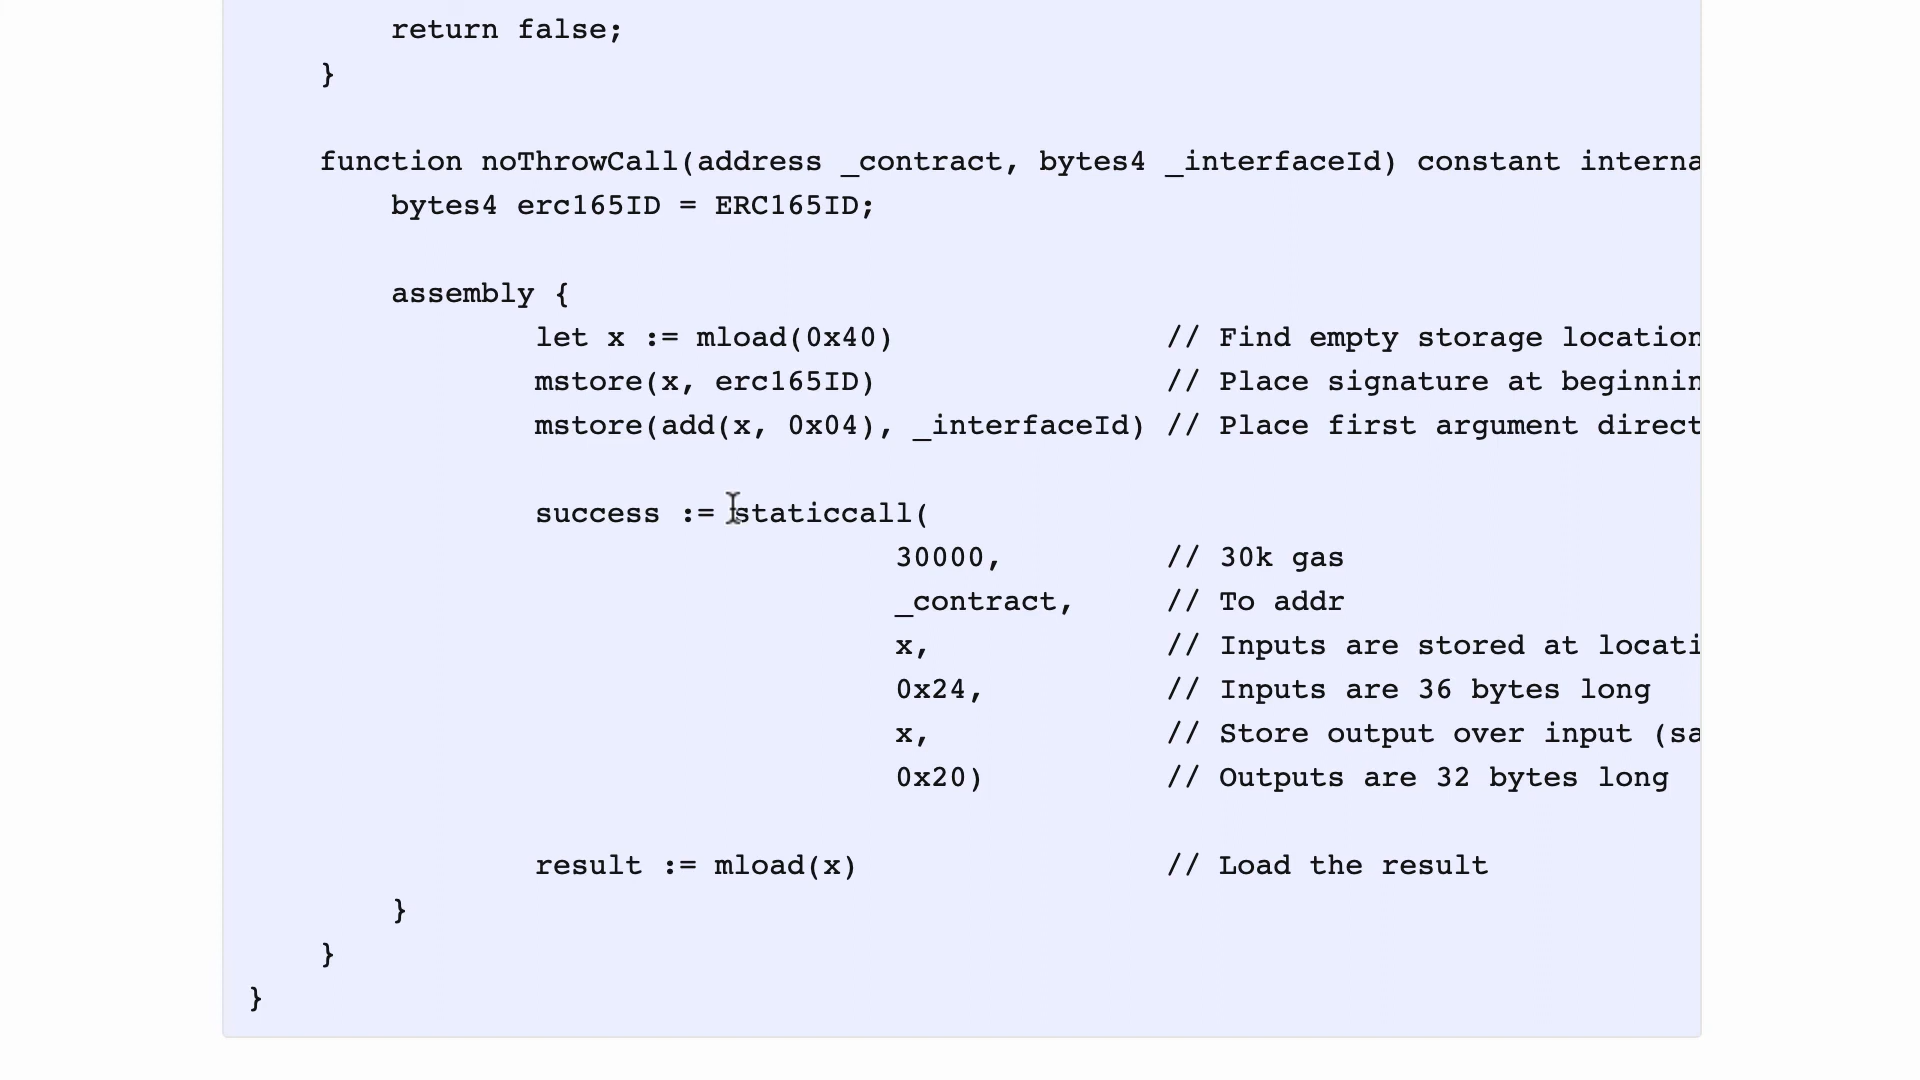 return false;
}
function noThrowCall(address _contract, bytes4 _interfaceId) constant interna
bytes4 erc165ID = ERC165ID;
assembly {
let x := mload(0x40) // Find empty storage location
mstore(x, erc165ID) // Place signature at beginnin
mstore(add(x, 0x04), _interfaceId) // Place first argument direct
success := staticcall(
30000, // 30k gas
_contract, // To addr
x, // Inputs are stored at locati
0x24, // Inputs are 36 bytes long
x, // Store output over input (sa
0x20) // Outputs are 32 bytes long
result := mload(x) // Load the result
}
}
}